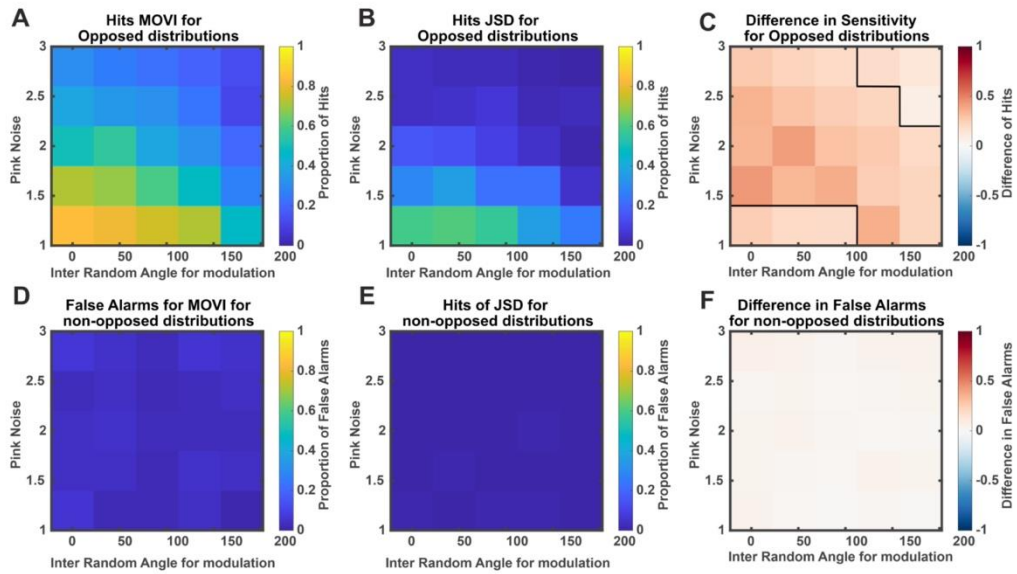 A
Hits MOVI for
Opposed distributions
3
2.5
2
1.5
1
Pink Noise
0 50 100 150 200
Inter Random Angle for modulation
1
0.8
0.6
0.4
0.2
0
Proportion of Hits
B
Hits JSD for
Opposed distributions
3
2.5
2
1.5
1
Pink Noise
0 50 100 150 200
Inter Random Angle for modulation
1
0.8
0.6
0.4
0.2
0
Proportion of Hits
C
Difference in Sensitivity
for Opposed distributions
3
2.5
2
1.5
1
Pink Noise
0 50 100 150 200
Inter Random Angle for modulation
1
0.5
0
-0.5
-1
Difference of Hits
D
False Alarms for MOVI for
non-opposed distributions
3
2.5
2
1.5
1
Pink Noise
0 50 100 150 200
Inter Random Angle for modulation
1
0.8
0.6
0.4
0.2
0
Proportion of False Alarms
E
Hits of JSD for
non-opposed distributions
3
2.5
2
1.5
1
Pink Noise
0 50 100 150 200
Inter Random Angle for modulation
1
0.8
0.6
0.4
0.2
0
Proportion of False Alarms
F
Difference in False Alarms
for non-opposed distributions
3
2.5
2
1.5
1
Pink Noise
0 50 100 150 200
Inter Random Angle for modulation
1
0.5
0
-0.5
-1
Difference in False Alarms